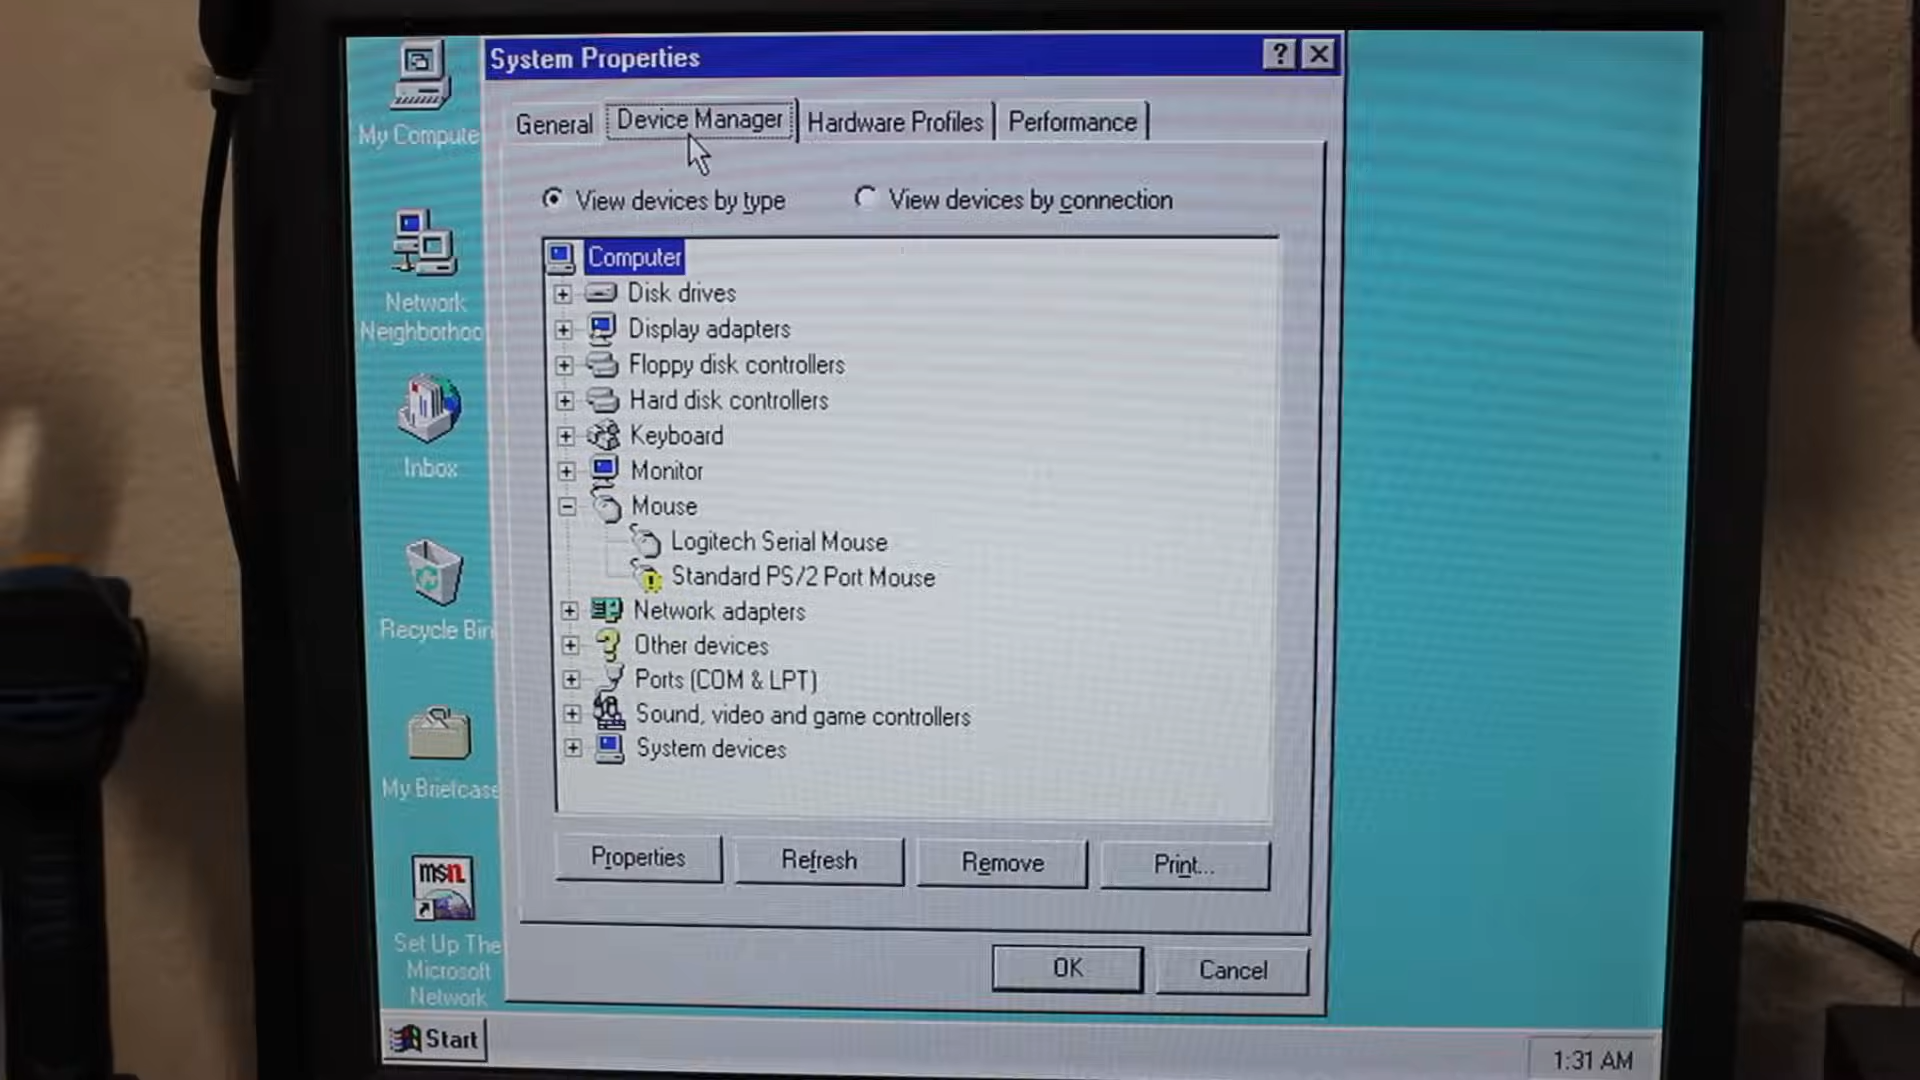 System Properties
?
General
Device Manager
Hardware Profiles
Performance
View devices by type
View devices by connection
Computer
Disk drives
Display adapters
Floppy disk controllers
Hard disk controllers
Keyboard
Monitor
Mouse
Logitech Serial Mouse
Standard PS/2 Port Mouse
Network adapters
Other devices
Ports (COM & LPT)
Sound, video and game controllers
System devices
Properties
Refresh
Remove
Print...
OK
Cancel
My Compute
Network
Neighborhoo
Inbox
Recycle Bin
My Briefcase
msn
Set Up The
Microsoft
Network
Start
1:31 AM